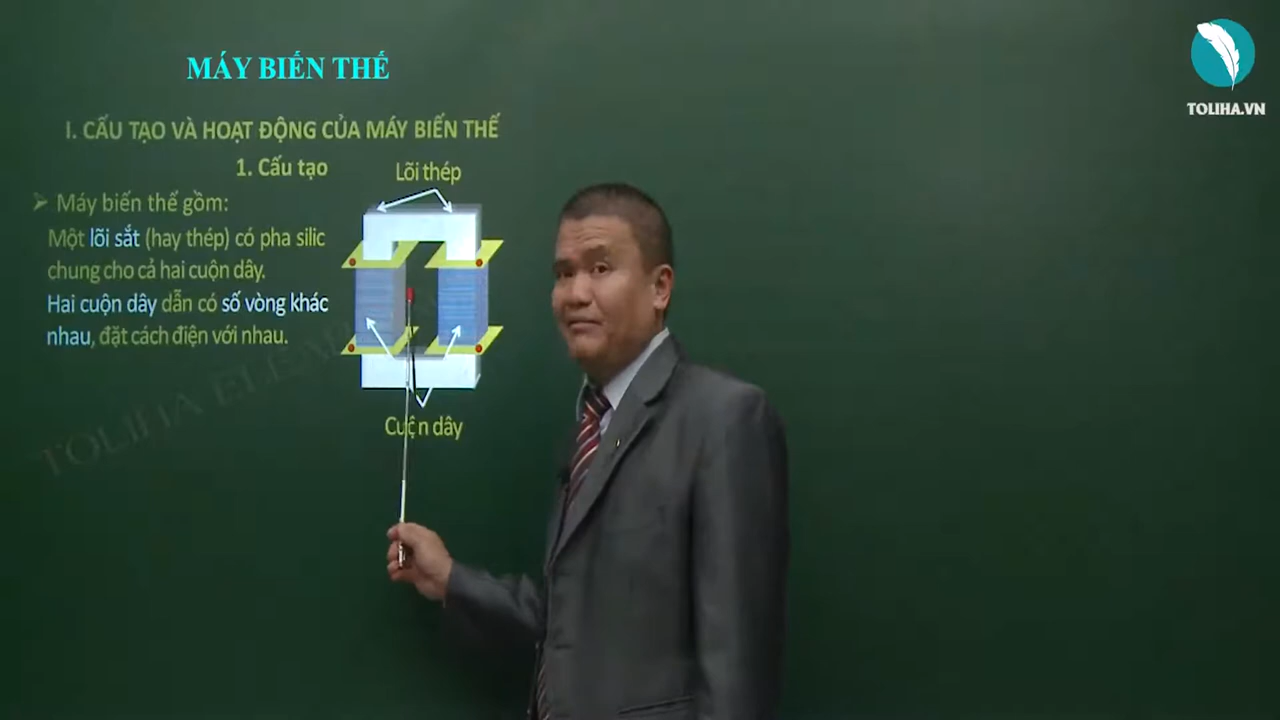 MÁY BIẾN THẾ
I. CẤU TẠO VÀ HOẠT ĐỘNG CỦA MÁY BIẾN THẾ
1. Cấu tạo
Lõi thép
➢ Máy biến thế gồm:
Một lõi sắt (hay thép) có pha silic
chung cho cả hai cuộn dây.
Hai cuộn dây dẫn có số vòng khác
nhau, đặt cách điện với nhau.
Cuộn dây
TOLIHA.VN
TOLIHA